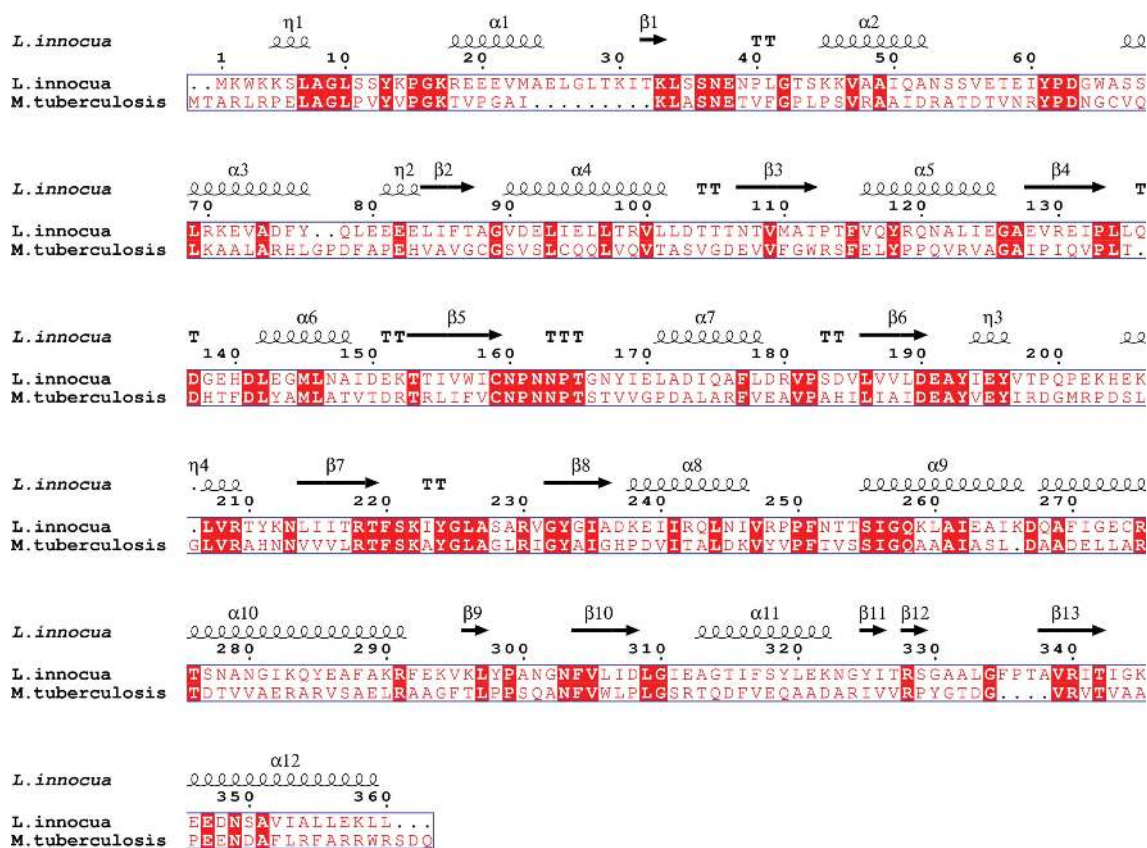 η1 α1 β1 α2
L.innocua TT
1 10 20 30 40 50 60
L.innocua ..MKWKKSLAGLSSYKPGKREEEVMAELGLTKITKLSSNENPLGTSKKVAAIQANSSVETEIYPDGWASS
M.tuberculosis MTARLRPELAGLPVYVPGKTVPGAI.........KLASNETVFGPLPSVRAAIDRATDTVNRYPDNGCVQ
α3 η2 β2 α4 β3 α5 β4
L.innocua TT T
70 80 90 100 110 120 130
L.innocua LRKEVADFY..QLEEEELIFTAGVDELIELLTRVLLDTTTNTVMATPTFVQYRQNALIEGAEVREIPLLQ
M.tuberculosis LKAALARHLGPDFAPEHVAVGCGSVSLCQQLVQVTASVGDEVVFGWRSFELYPPQVRVAGAIPIQVPLT.
α6 β5 α7 β6 η3
L.innocua T TT TTT TT
140 150 160 170 180 190 200
L.innocua DGEHDLEGMLNAIDEKTTIVWICNPNNPTGNYIELADIQAFLDRVPSDVLVVLDEAYIEYVTPQPEKHEK
M.tuberculosis DHTFDLYAMLATVTDRTRLIFVCNPNNPTSTVVGPDALARFVEAVPAHILIAIDEAYVEYIRDGMRPDSL
η4 β7 β8 α8 α9
L.innocua . TT
210 220 230 240 250 260 270
L.innocua .LVRTYKNLIITRTFSKIYGLASARVGYGIADKEIIRQLNIVRPPFNTTSIGQKLAIEAIKDQAFIGECR
M.tuberculosis GLVRAHNNVVVLRTFSKAYGLAGLRIGYAIGHPDVITALDKVYVPFTVSSIGQAAAIASL.DAADELLAR
α10 β9 β10 α11 β11 β12 β13
L.innocua
280 290 300 310 320 330 340
L.innocua TSNANGIKQYEAFAKRFEKVKLYPANGNFVLIDLGIEAGTIFSYLEKNGYITRSGAALGFPTAVRITIGK
M.tuberculosis TDTVVAERARVSAELRAAGFTLPPSQANFVWLPLGSRTQDFVEQAADARIVVRPYGTDG....VRVTVAA
α12
L.innocua
350 360
L.innocua EEDNSAVIALLEKLL...
M.tuberculosis PEENDAFLRFARRWRSDQ